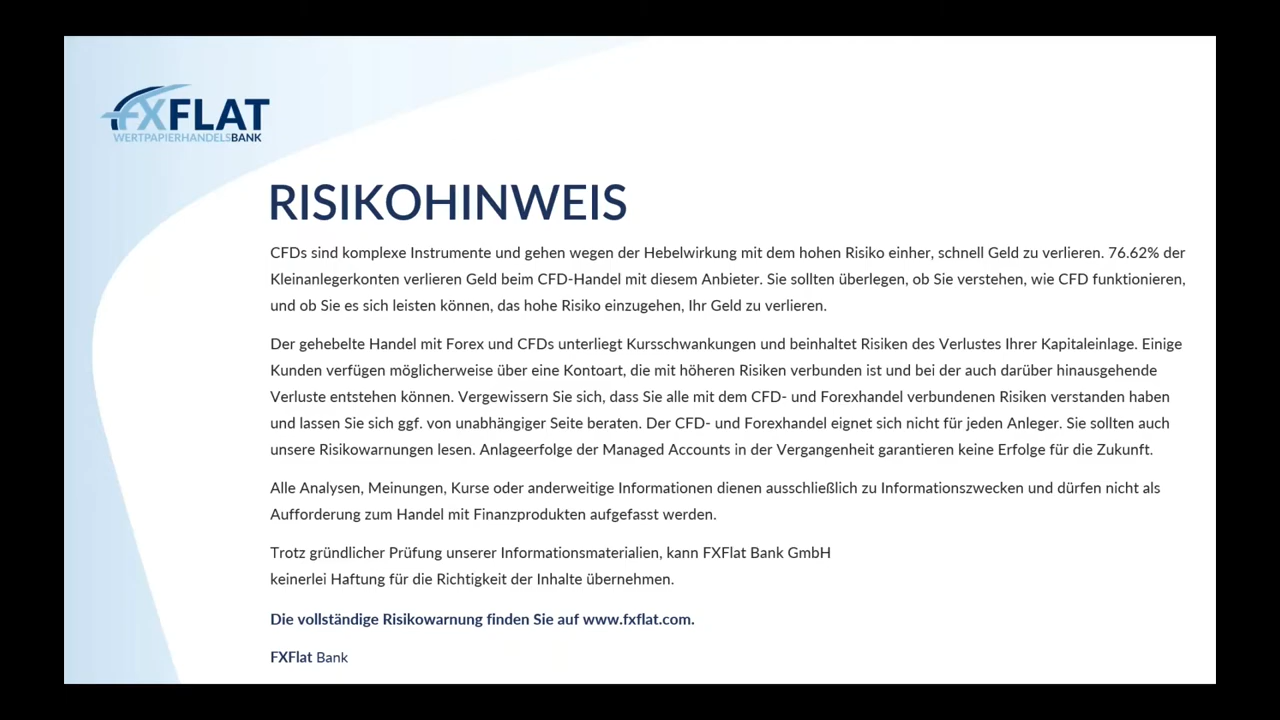 FXFLAT
WERTPAPIERHANDELSBANK
RISIKOHINWEIS
CFDs sind komplexe Instrumente und gehen wegen der Hebelwirkung mit dem hohen Risiko einher, schnell Geld zu verlieren. 76.62% der
Kleinanlegerkonten verlieren Geld beim CFD-Handel mit diesem Anbieter. Sie sollten überlegen, ob Sie verstehen, wie CFD funktionieren,
und ob Sie es sich leisten können, das hohe Risiko einzugehen, Ihr Geld zu verlieren.
Der gehebelte Handel mit Forex und CFDs unterliegt Kursschwankungen und beinhaltet Risiken des Verlustes Ihrer Kapitaleinlage. Einige
Kunden verfügen möglicherweise über eine Kontoart, die mit höheren Risiken verbunden ist und bei der auch darüber hinausgehende
Verluste entstehen können. Vergewissern Sie sich, dass Sie alle mit dem CFD- und Forexhandel verbundenen Risiken verstanden haben
und lassen Sie sich ggf. von unabhängiger Seite beraten. Der CFD- und Forexhandel eignet sich nicht für jeden Anleger. Sie sollten auch
unsere Risikowarnungen lesen. Anlageerfolge der Managed Accounts in der Vergangenheit garantieren keine Erfolge für die Zukunft.
Alle Analysen, Meinungen, Kurse oder anderweitige Informationen dienen ausschließlich zu Informationszwecken und dürfen nicht als
Aufforderung zum Handel mit Finanzprodukten aufgefasst werden.
Trotz gründlicher Prüfung unserer Informationsmaterialien, kann FXFlat Bank GmbH
keinerlei Haftung für die Richtigkeit der Inhalte übernehmen.
Die vollständige Risikowarnung finden Sie auf www.fxflat.com.
FXFlat Bank